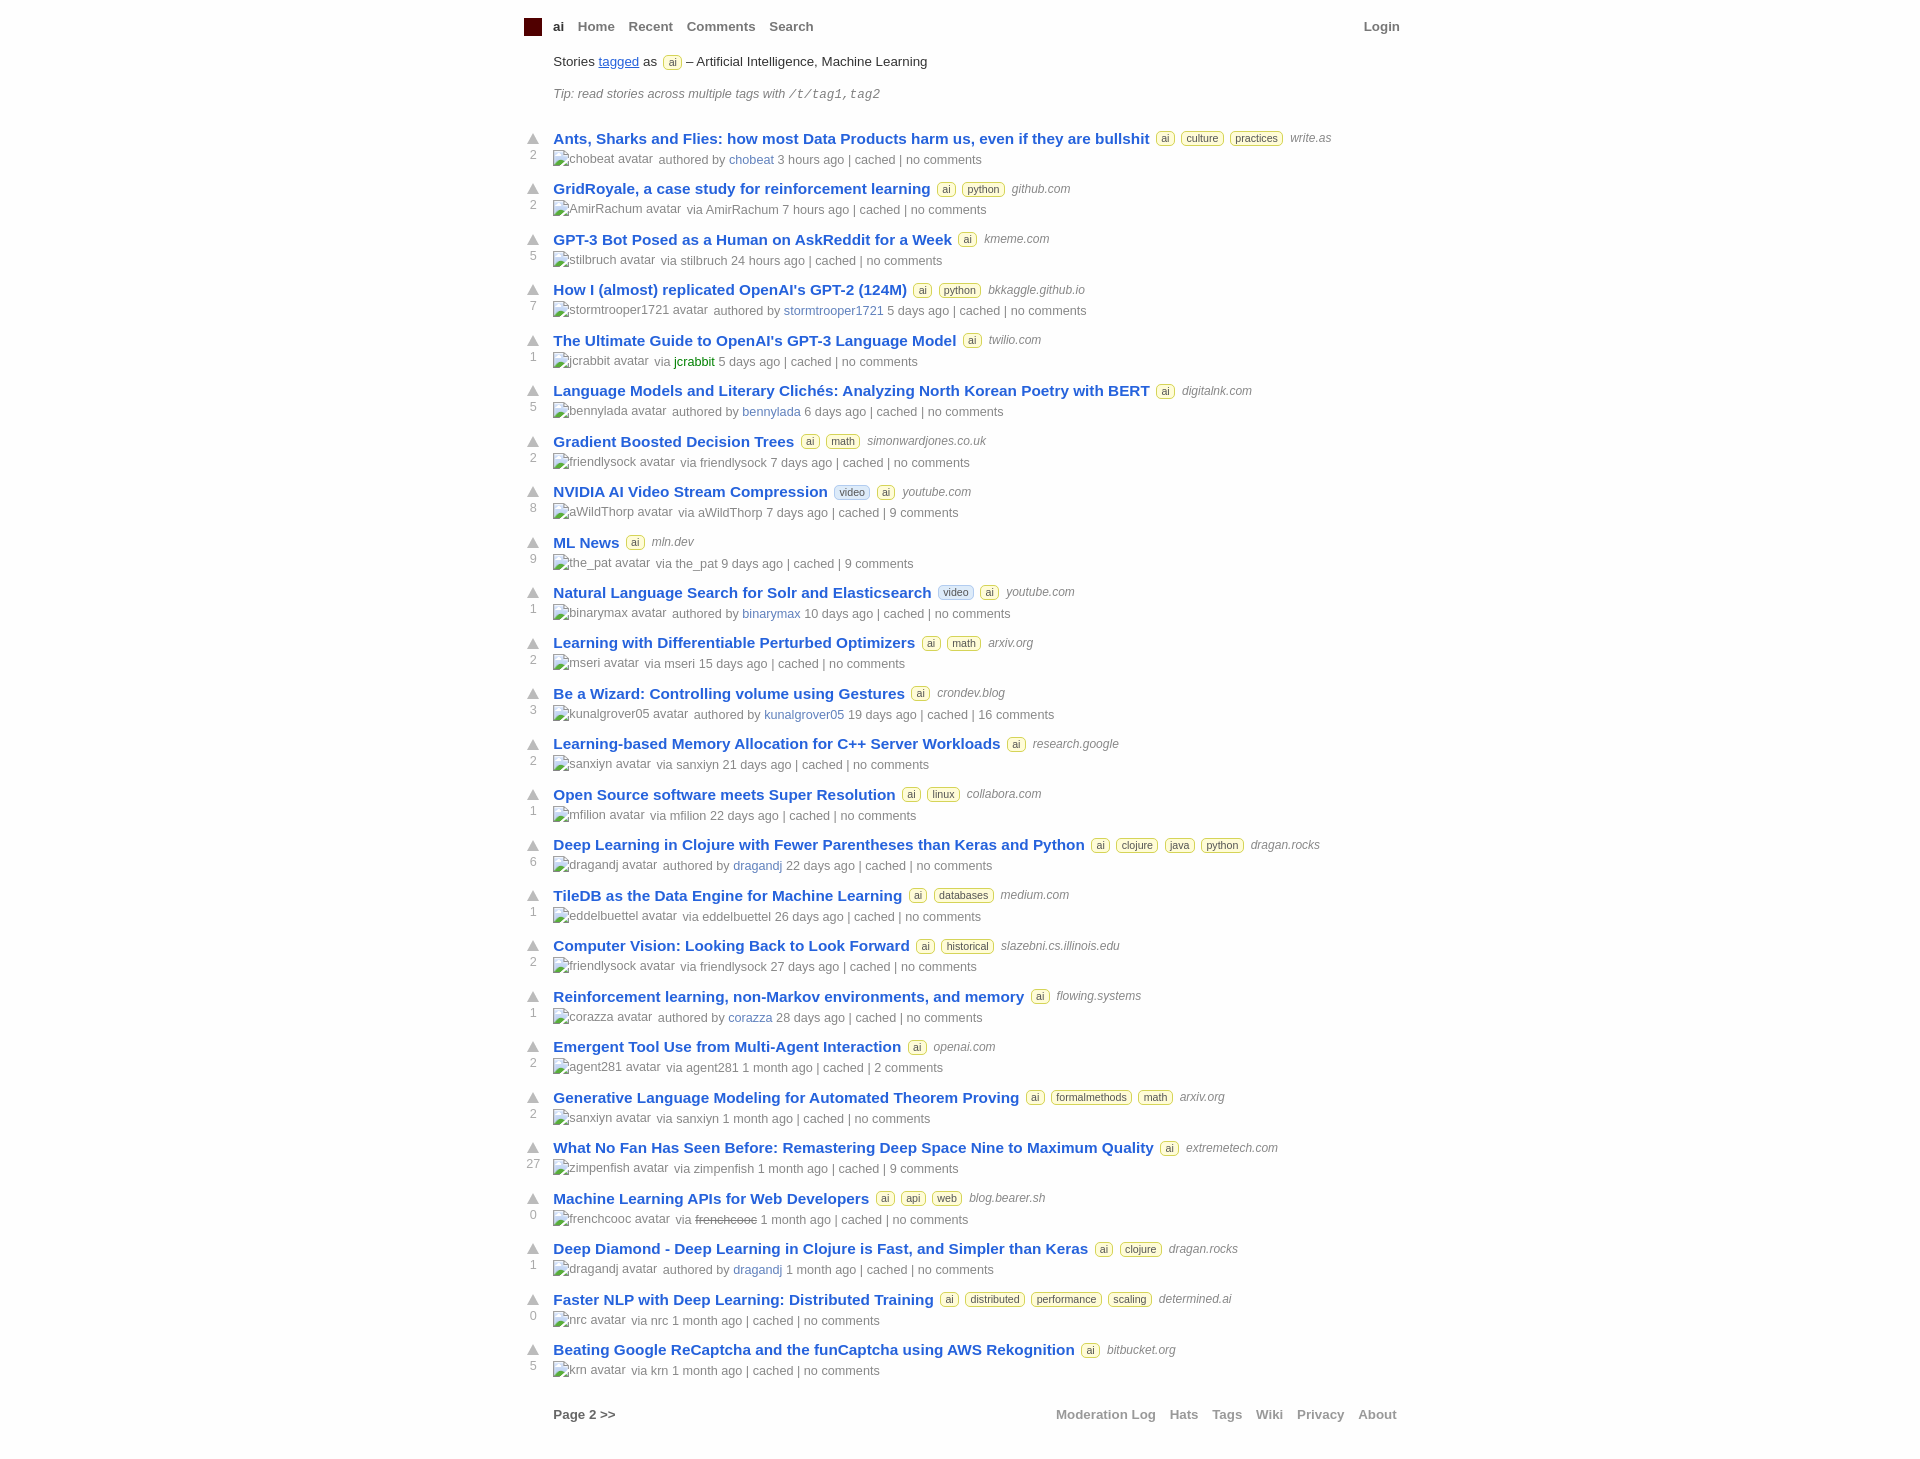 ai Home Recent Comments Search Login
Stories tagged as ai – Artificial Intelligence, Machine Learning
Tip: read stories across multiple tags with /t/tag1,tag2
Ants, Sharks and Flies: how most Data Products harm us, even if they are bullshit ai culture practices write.as
2 chobeat avatar authored by chobeat 3 hours ago | cached | no comments
GridRoyale, a case study for reinforcement learning ai python github.com
2 AmirRachum avatar via AmirRachum 7 hours ago | cached | no comments
GPT-3 Bot Posed as a Human on AskReddit for a Week ai kmeme.com
5 stilbruch avatar via stilbruch 24 hours ago | cached | no comments
How I (almost) replicated OpenAI's GPT-2 (124M) ai python bkkaggle.github.io
7 stormtrooper1721 avatar authored by stormtrooper1721 5 days ago | cached | no comments
The Ultimate Guide to OpenAI's GPT-3 Language Model ai twilio.com
1 jcrabbit avatar via jcrabbit 5 days ago | cached | no comments
Language Models and Literary Clichés: Analyzing North Korean Poetry with BERT ai digitalnk.com
5 bennylada avatar authored by bennylada 6 days ago | cached | no comments
Gradient Boosted Decision Trees ai math simonwardjones.co.uk
2 friendlysock avatar via friendlysock 7 days ago | cached | no comments
NVIDIA AI Video Stream Compression video ai youtube.com
8 aWildThorp avatar via aWildThorp 7 days ago | cached | 9 comments
ML News ai mln.dev
9 the_pat avatar via the_pat 9 days ago | cached | 9 comments
Natural Language Search for Solr and Elasticsearch video ai youtube.com
1 binarymax avatar authored by binarymax 10 days ago | cached | no comments
Learning with Differentiable Perturbed Optimizers ai math arxiv.org
2 mseri avatar via mseri 15 days ago | cached | no comments
Be a Wizard: Controlling volume using Gestures ai crondev.blog
3 kunalgrover05 avatar authored by kunalgrover05 19 days ago | cached | 16 comments
Learning-based Memory Allocation for C++ Server Workloads ai research.google
2 sanxiyn avatar via sanxiyn 21 days ago | cached | no comments
Open Source software meets Super Resolution ai linux collabora.com
1 mfilion avatar via mfilion 22 days ago | cached | no comments
Deep Learning in Clojure with Fewer Parentheses than Keras and Python ai clojure java python dragan.rocks
6 dragandj avatar authored by dragandj 22 days ago | cached | no comments
TileDB as the Data Engine for Machine Learning ai databases medium.com
1 eddelbuettel avatar via eddelbuettel 26 days ago | cached | no comments
Computer Vision: Looking Back to Look Forward ai historical slazebni.cs.illinois.edu
2 friendlysock avatar via friendlysock 27 days ago | cached | no comments
Reinforcement learning, non-Markov environments, and memory ai flowing.systems
1 corazza avatar authored by corazza 28 days ago | cached | no comments
Emergent Tool Use from Multi-Agent Interaction ai openai.com
2 agent281 avatar via agent281 1 month ago | cached | 2 comments
Generative Language Modeling for Automated Theorem Proving ai formalmethods math arxiv.org
2 sanxiyn avatar via sanxiyn 1 month ago | cached | no comments
What No Fan Has Seen Before: Remastering Deep Space Nine to Maximum Quality ai extremetech.com
27 zimpenfish avatar via zimpenfish 1 month ago | cached | 9 comments
Machine Learning APIs for Web Developers ai api web blog.bearer.sh
0 frenchcooc avatar via frenchcooc 1 month ago | cached | no comments
Deep Diamond - Deep Learning in Clojure is Fast, and Simpler than Keras ai clojure dragan.rocks
1 dragandj avatar authored by dragandj 1 month ago | cached | no comments
Faster NLP with Deep Learning: Distributed Training ai distributed performance scaling determined.ai
0 nrc avatar via nrc 1 month ago | cached | no comments
Beating Google ReCaptcha and the funCaptcha using AWS Rekognition ai bitbucket.org
5 krn avatar via krn 1 month ago | cached | no comments
Page 2 >> Moderation Log Hats Tags Wiki Privacy About